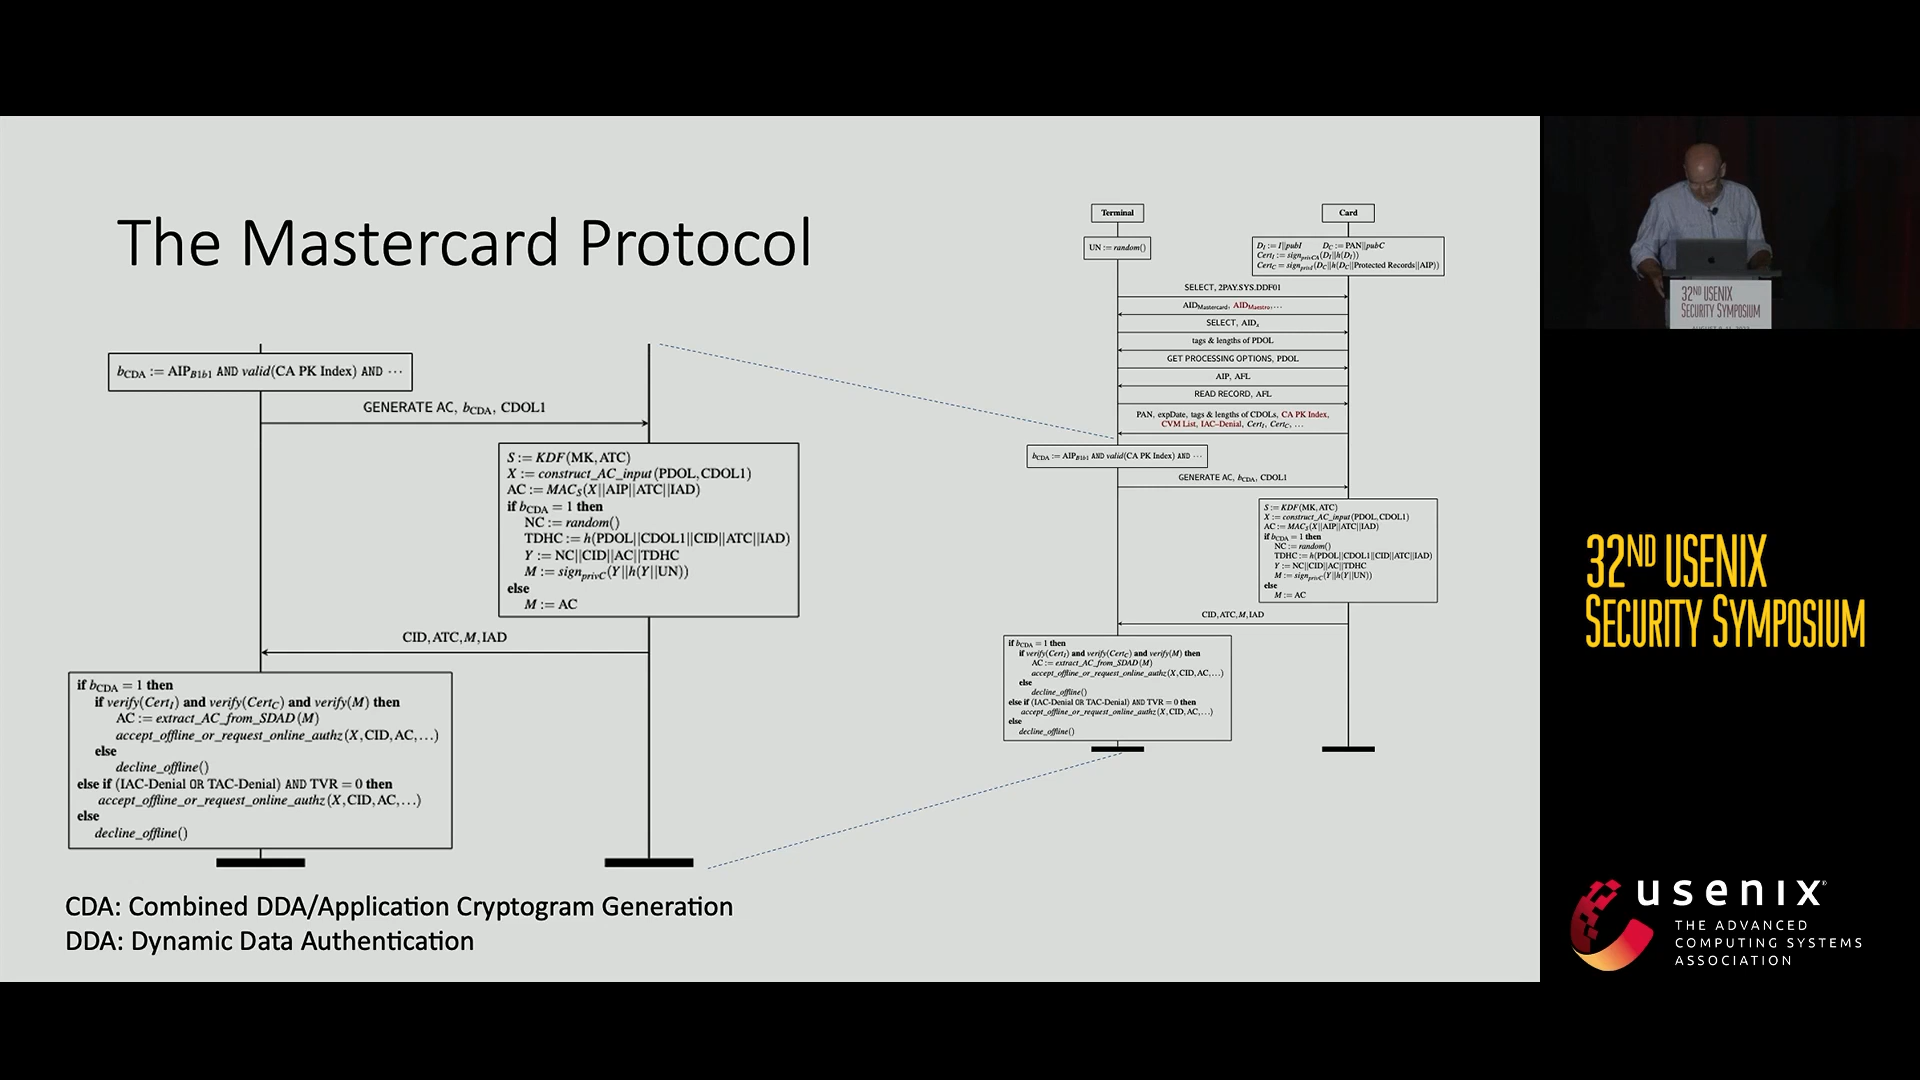 The Mastercard Protocol
b_CDA := AIP_B1b1 AND valid(CA PK Index) AND ···
GENERATE AC, b_CDA, CDOL1
S := KDF(MK, ATC)
X := construct_AC_input(PDOL, CDOL1)
AC := MAC_S(X||AIP||ATC||IAD)
if b_CDA = 1 then
NC := random()
TDHC := h(PDOL||CDOL1||CID||ATC||IAD)
Y := NC||CID||AC||TDHC
M := sign_privC(Y||h(Y||UN))
else
M := AC
CID, ATC, M, IAD
if b_CDA = 1 then
if verify(Cert_I) and verify(Cert_C) and verify(M) then
AC := extract_AC_from_SDAD(M)
accept_offline_or_request_online_authz(X, CID, AC, ...)
else
decline_offline()
else if (IAC-Denial OR TAC-Denial) AND TVR = 0 then
accept_offline_or_request_online_authz(X, CID, AC, ...)
else
decline_offline()
CDA: Combined DDA/Application Cryptogram Generation
DDA: Dynamic Data Authentication
Terminal
Card
UN := random()
D_I := I||pubI D_C := PAN||pubC
Cert_I := sign_privCA(D_I||h(D_I))
Cert_C = sign_privI(D_C||h(D_C||Protected Records||AIP))
SELECT, 2PAY.SYS.DDF01
AID_Mastercard, AID_Maestro, ...
SELECT, AID_x
tags & lengths of PDOL
GET PROCESSING OPTIONS, PDOL
AIP, AFL
READ RECORD, AFL
PAN, expDate, tags & lengths of CDOLs, CA PK Index,
CVM List, IAC–Denial, Cert_I, Cert_C, ...
b_CDA := AIP_B1b1 AND valid(CA PK Index) AND ···
GENERATE AC, b_CDA, CDOL1
S := KDF(MK, ATC)
X := construct_AC_input(PDOL, CDOL1)
AC := MAC_S(X||AIP||ATC||IAD)
if b_CDA = 1 then
NC := random()
TDHC := h(PDOL||CDOL1||CID||ATC||IAD)
Y := NC||CID||AC||TDHC
M := sign_privC(Y||h(Y||UN))
else
M := AC
CID, ATC, M, IAD
if b_CDA = 1 then
if verify(Cert_I) and verify(Cert_C) and verify(M) then
AC := extract_AC_from_SDAD(M)
accept_offline_or_request_online_authz(X, CID, AC, ...)
else
decline_offline()
else if (IAC-Denial OR TAC-Denial) AND TVR = 0 then
accept_offline_or_request_online_authz(X, CID, AC, ...)
else
decline_offline()
32ND USENIX
SECURITY SYMPOSIUM
32ND USENIX
SECURITY SYMPOSIUM
usenix
THE ADVANCED
COMPUTING SYSTEMS
ASSOCIATION